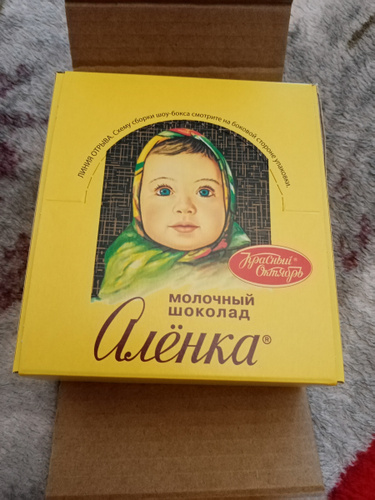 ЛИНИЯ ОТРЫВА. Схему сборки шоу-бокса смотрите на боковой стороне упаковки.
Красный
Октябрь
®
МОЛОЧНЫЙ
ШОКОЛАД
Алёнка®